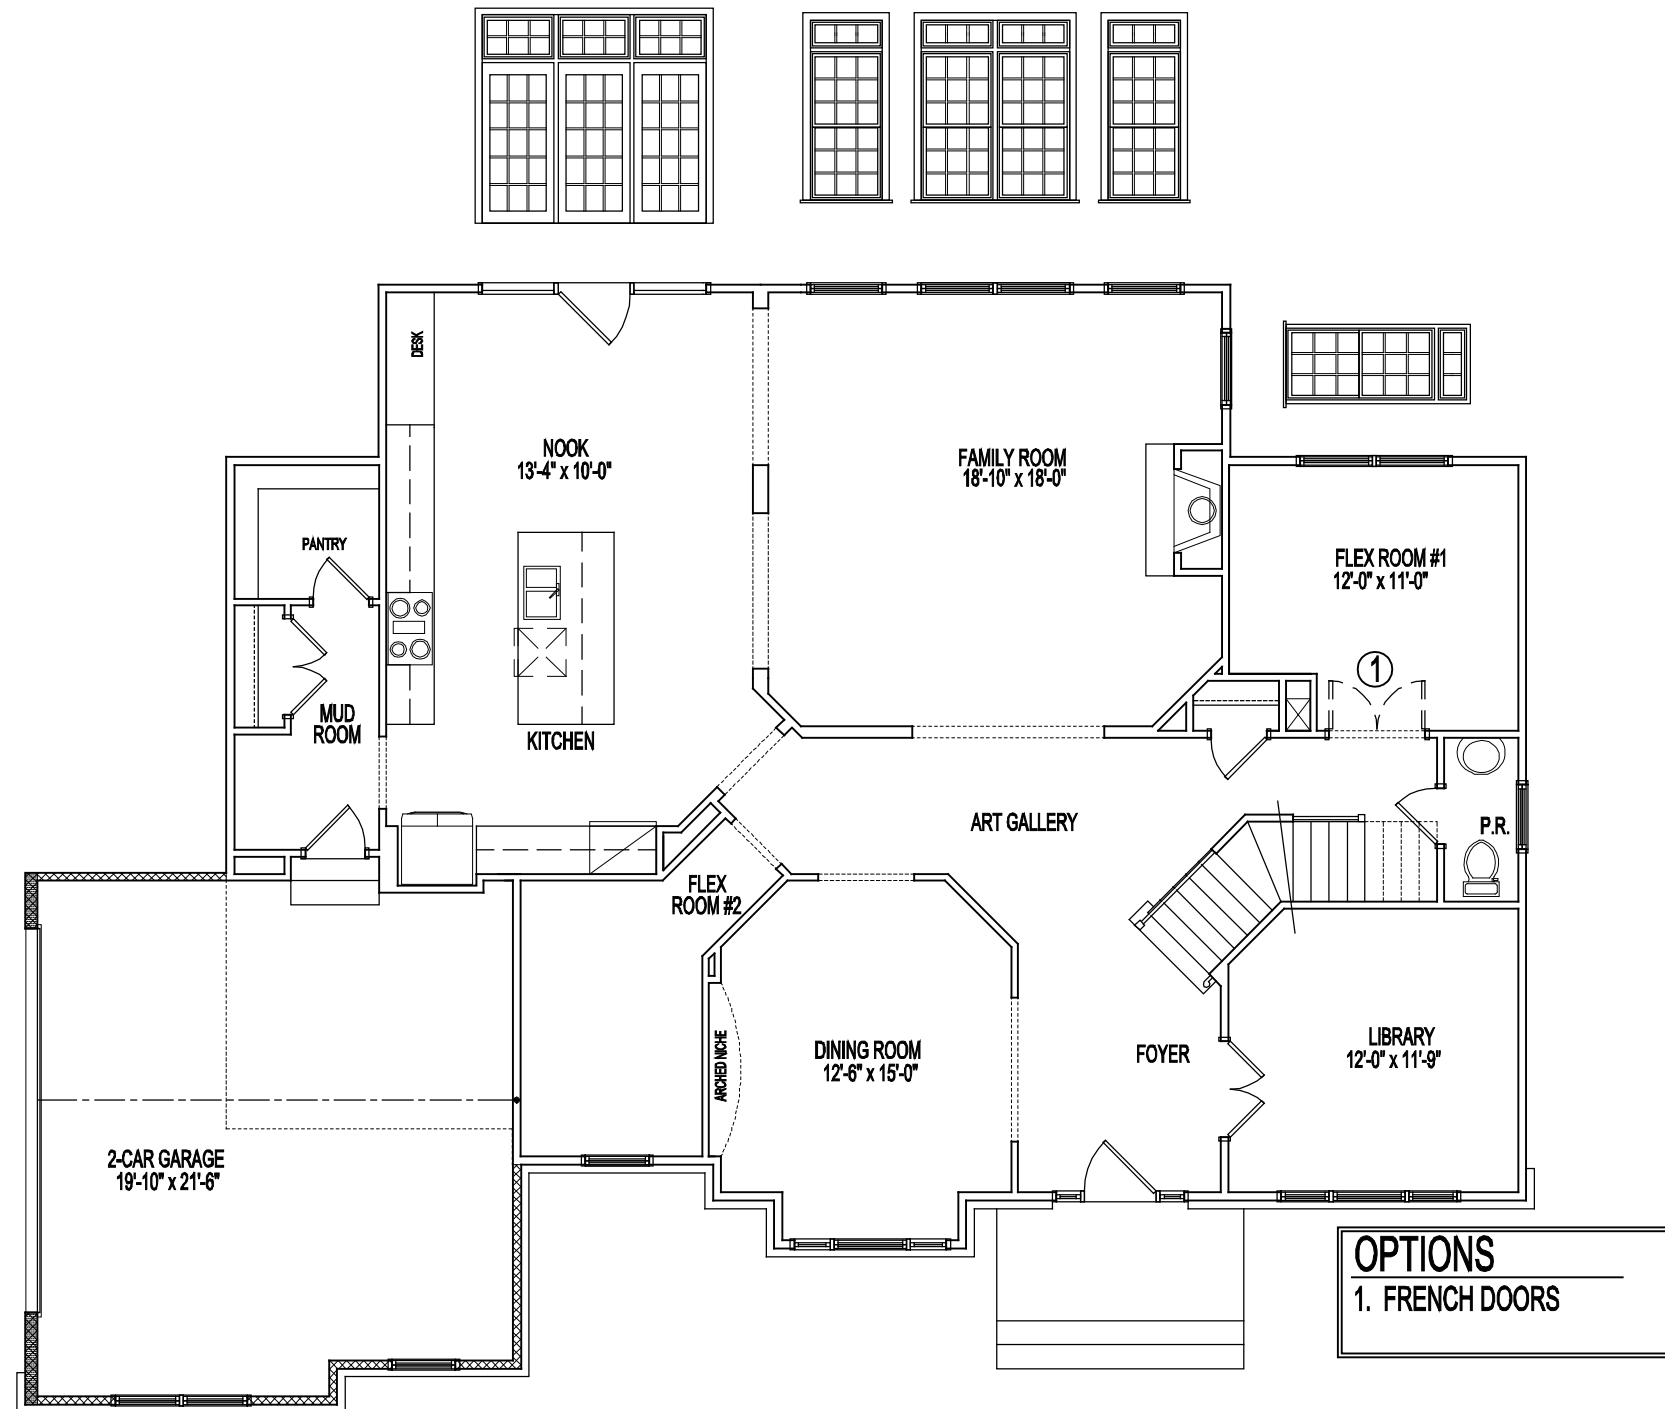 DESK
NOOK
13'-4" x 10'-0"
FAMILY ROOM
18'-10" x 18'-0"
PANTRY
FLEX ROOM #1
12'-0" x 11'-0"
1
MUD
ROOM
KITCHEN
ART GALLERY
P.R.
FLEX
ROOM #2
ARCHED NICHE
DINING ROOM
12'-6" x 15'-0"
FOYER
LIBRARY
12'-0" x 11'-9"
2-CAR GARAGE
19'-10" x 21'-6"
OPTIONS
1. FRENCH DOORS